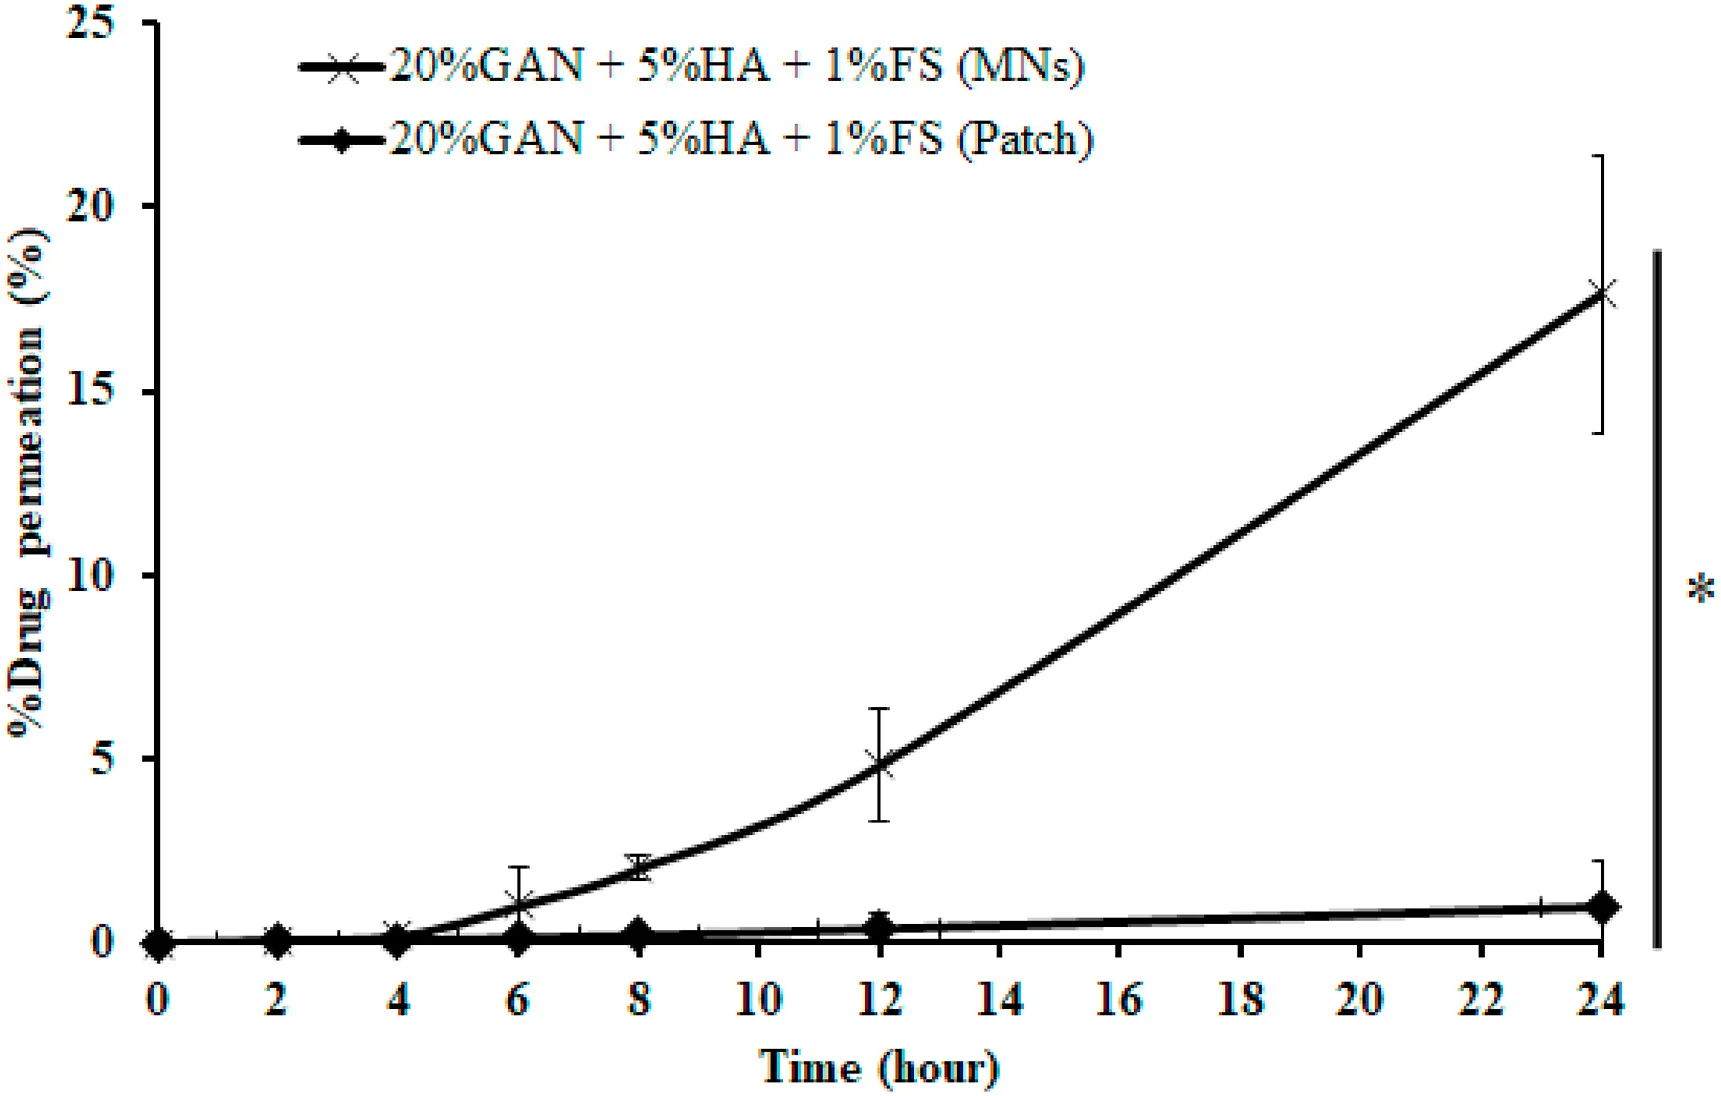 25
20%GAN + 5%HA + 1%FS (MNs)
20%GAN + 5%HA + 1%FS (Patch)
20
15
10
5
0
%Drug permeation (%)
*
0 2 4 6 8 10 12 14 16 18 20 22 24
Time (hour)